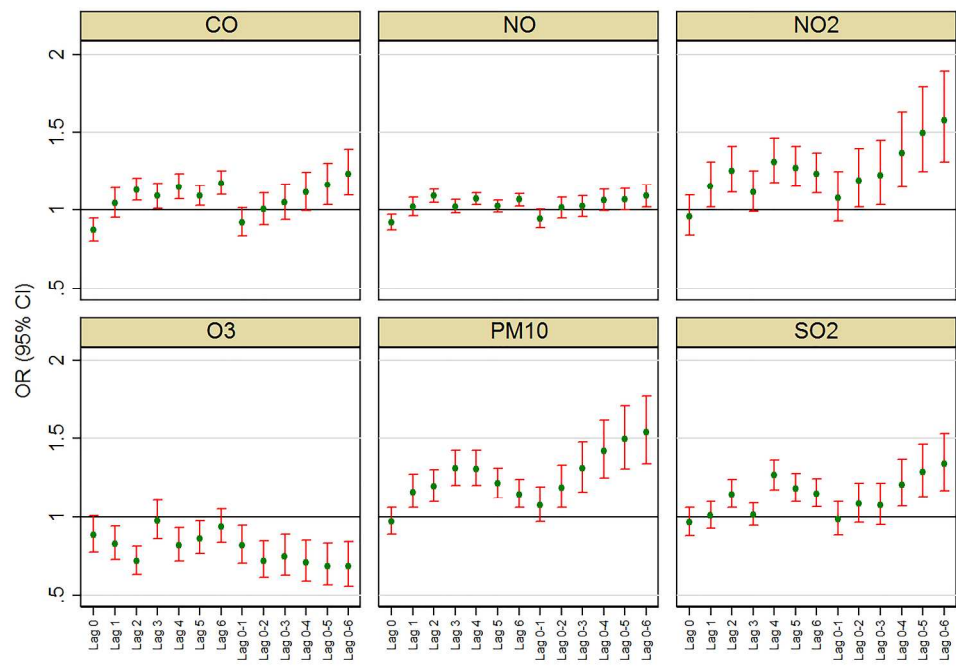 CO
NO
NO2
2
1.5
1
.5
OR (95% CI)
O3
PM10
SO2
2
1.5
1
.5
Lag 0
Lag 1
Lag 2
Lag 3
Lag 4
Lag 5
Lag 6
Lag 0-1
Lag 0-2
Lag 0-3
Lag 0-4
Lag 0-5
Lag 0-6
Lag 0
Lag 1
Lag 2
Lag 3
Lag 4
Lag 5
Lag 6
Lag 0-1
Lag 0-2
Lag 0-3
Lag 0-4
Lag 0-5
Lag 0-6
Lag 0
Lag 1
Lag 2
Lag 3
Lag 4
Lag 5
Lag 6
Lag 0-1
Lag 0-2
Lag 0-3
Lag 0-4
Lag 0-5
Lag 0-6